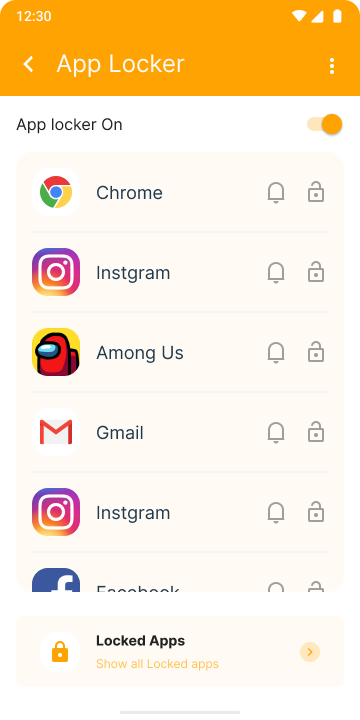 12:30
App Locker
App locker On
Chrome
Instgram
Among Us
Gmail
Instgram
Facebook
Locked Apps
Show all Locked apps